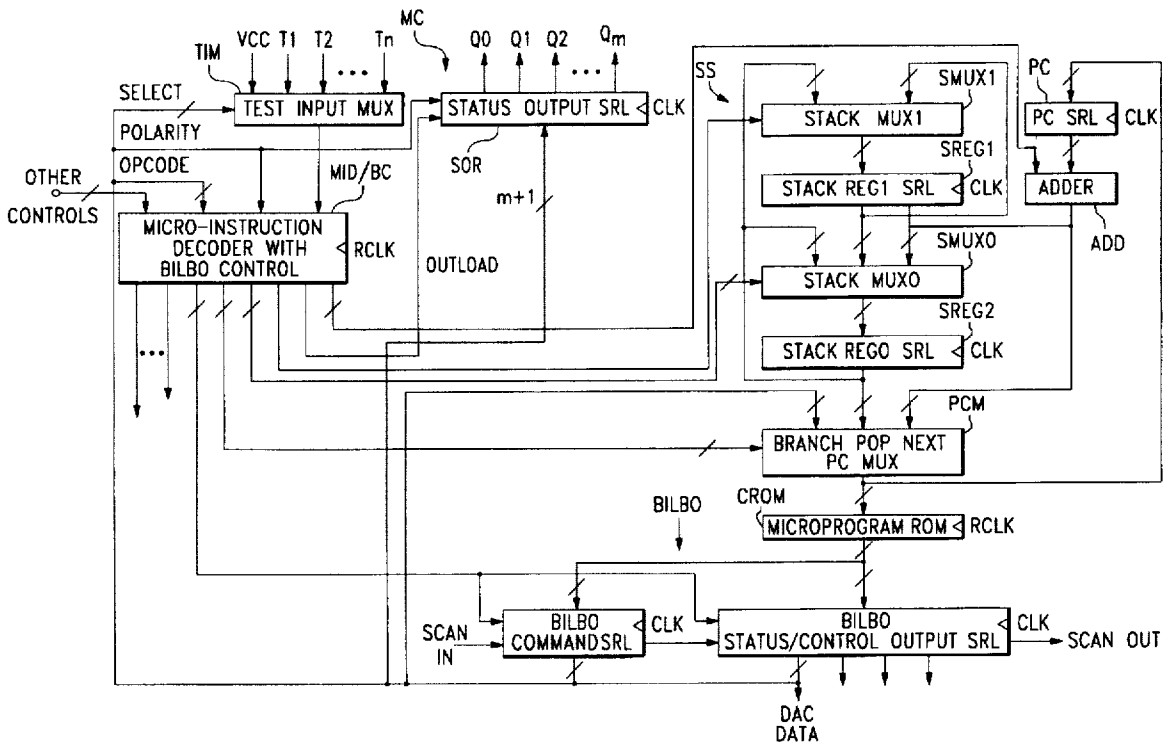 MC
VCC T1 T2 Tn
TIM
Q0 Q1 Q2 Qm
SELECT
TEST INPUT MUX
STATUS OUTPUT SRL CLK
SOR
POLARITY
OPCODE
OTHER CONTROLS
MID/BC
MICRO-INSTRUCTION
DECODER WITH
BILBO CONTROL
RCLK
OUTLOAD
m+1
SS
SMUX1
STACK MUX1
PC
PC SRL CLK
SREG1
STACK REG1 SRL CLK
ADDER
ADD
SMUX0
STACK MUX0
SREG2
STACK REG0 SRL CLK
PCM
BRANCH POP NEXT
PC MUX
CROM
MICROPROGRAM ROM RCLK
BILBO
SCAN IN
BILBO
COMMAND SRL
CLK
BILBO
STATUS/CONTROL OUTPUT SRL
CLK
SCAN OUT
DAC
DATA